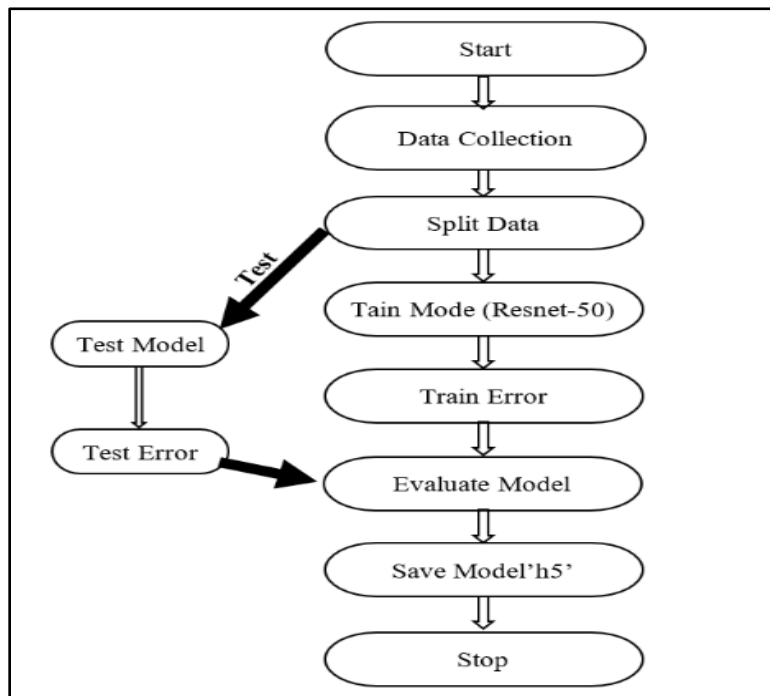 Start
Data Collection
Split Data
Test
Tain Mode (Resnet-50)
Test Model
Train Error
Test Error
Evaluate Model
Save Model’h5’
Stop